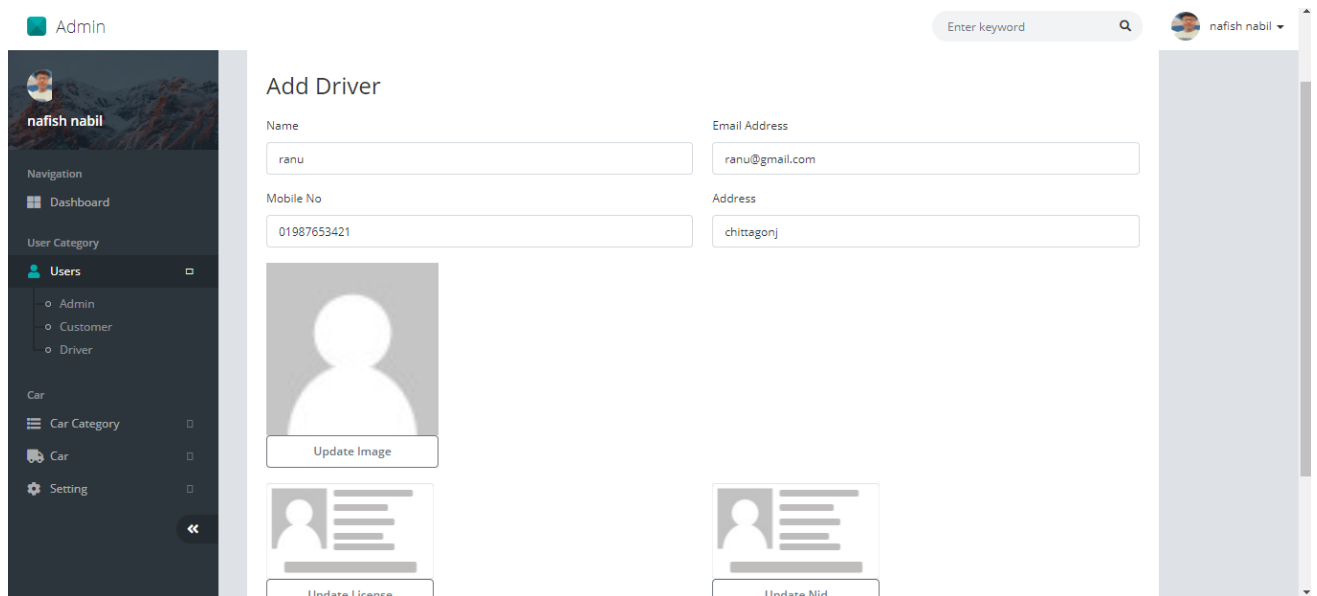 Admin
Enter keyword
nafish nabil
nafish nabil
Navigation
Dashboard
User Category
Users
Admin
Customer
Driver
Car
Car Category
Car
Setting
Add Driver
Name
Email Address
ranu
ranu@gmail.com
Mobile No
Address
01987653421
chittagonj
Update Image
Update License
Update Nid